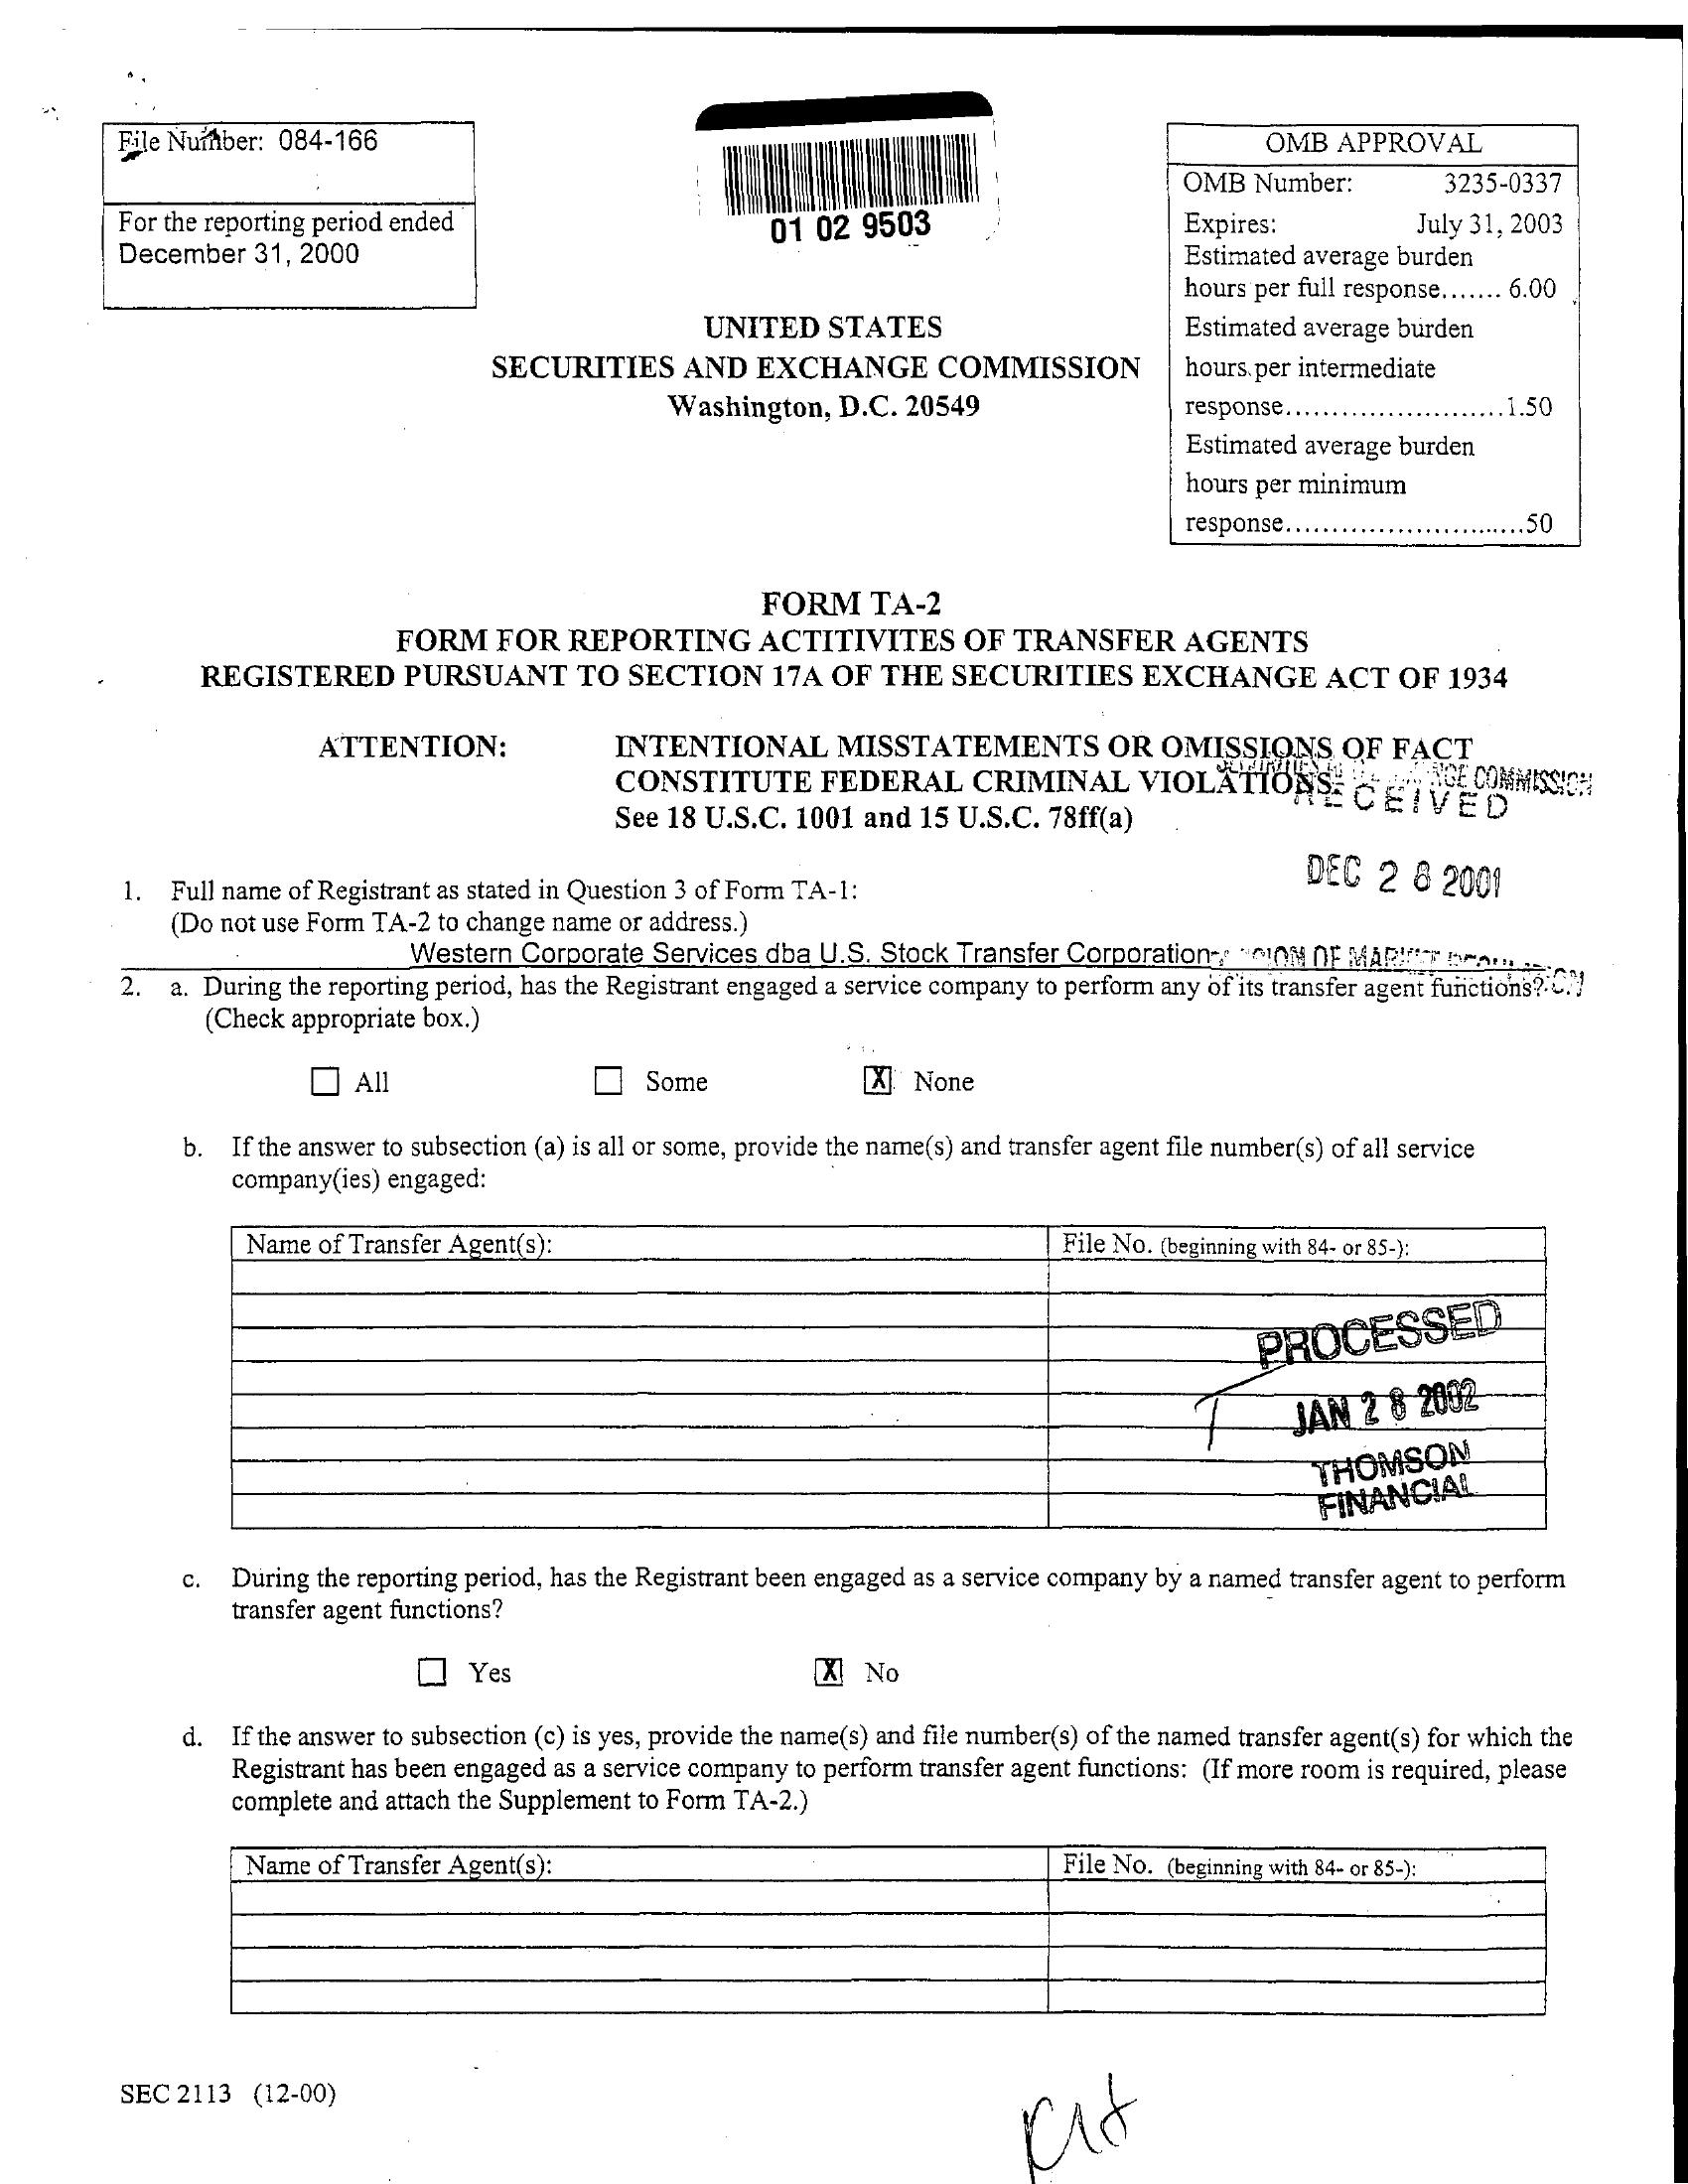 File Number: 084-166
For the reporting period ended
December 31, 2000
01 02 9503
OMB APPROVAL
OMB Number: 3235-0337
Expires: July 31, 2003
Estimated average burden
hours per full response....... 6.00
Estimated average burden
hours per intermediate
response........................1.50
Estimated average burden
hours per minimum
response..........................50
UNITED STATES
SECURITIES AND EXCHANGE COMMISSION
Washington, D.C. 20549
FORM TA-2
FORM FOR REPORTING ACTITIVITES OF TRANSFER AGENTS
REGISTERED PURSUANT TO SECTION 17A OF THE SECURITIES EXCHANGE ACT OF 1934
ATTENTION: INTENTIONAL MISSTATEMENTS OR OMISSIONS OF FACT
CONSTITUTE FEDERAL CRIMINAL VIOLATIONS.
See 18 U.S.C. 1001 and 15 U.S.C. 78ff(a)
COMMISSION
RECEIVED
DEC 28 2001
1. Full name of Registrant as stated in Question 3 of Form TA-1:
(Do not use Form TA-2 to change name or address.)
Western Corporate Services dba U.S. Stock Transfer Corporation
2. a. During the reporting period, has the Registrant engaged a service company to perform any of its transfer agent functions?
(Check appropriate box.)
All Some X None
b. If the answer to subsection (a) is all or some, provide the name(s) and transfer agent file number(s) of all service
company(ies) engaged:
Name of Transfer Agent(s): File No. (beginning with 84- or 85-):
PROCESSED
JAN 28 2002
THOMSON
FINANCIAL
c. During the reporting period, has the Registrant been engaged as a service company by a named transfer agent to perform
transfer agent functions?
Yes X No
d. If the answer to subsection (c) is yes, provide the name(s) and file number(s) of the named transfer agent(s) for which the
Registrant has been engaged as a service company to perform transfer agent functions: (If more room is required, please
complete and attach the Supplement to Form TA-2.)
Name of Transfer Agent(s): File No. (beginning with 84- or 85-):
SEC 2113 (12-00)